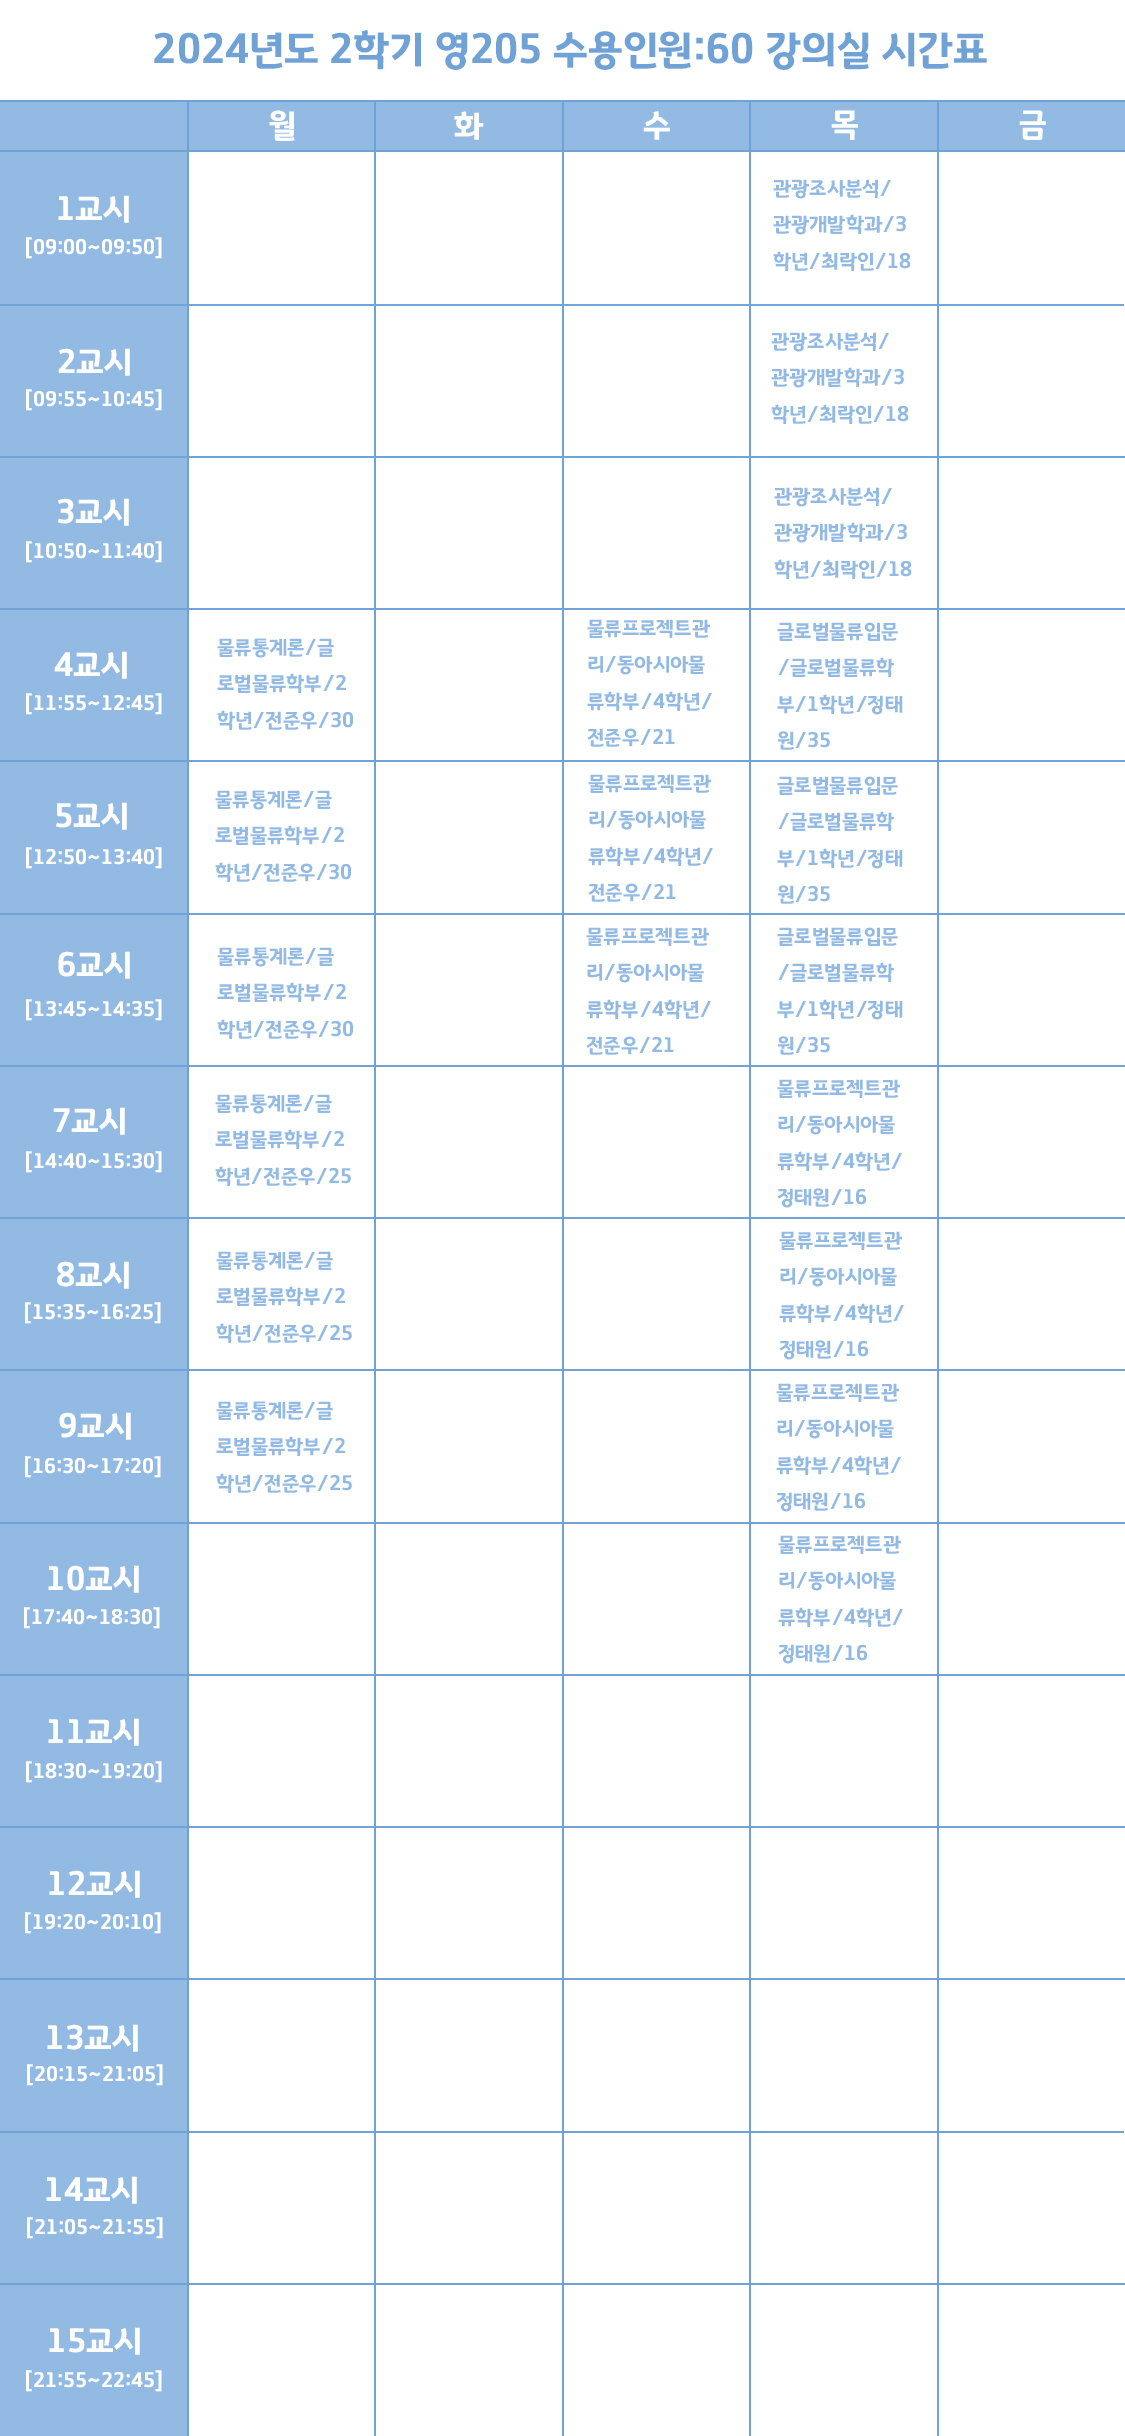 2024년도 2학기 영205 수용인원:60 강의실 시간표
월 화 수 목 금
1교시
[09:00~09:50]
관광조사분석/
관광개발학과/3
학년/최락인/18
2교시
[09:55~10:45]
관광조사분석/
관광개발학과/3
학년/최락인/18
3교시
[10:50~11:40]
관광조사분석/
관광개발학과/3
학년/최락인/18
4교시
[11:55~12:45]
물류통계론/글
로벌물류학부/2
학년/전준우/30
물류프로젝트관
리/동아시아물
류학부/4학년/
전준우/21
글로벌물류입문
/글로벌물류학
부/1학년/정태
원/35
5교시
[12:50~13:40]
물류통계론/글
로벌물류학부/2
학년/전준우/30
물류프로젝트관
리/동아시아물
류학부/4학년/
전준우/21
글로벌물류입문
/글로벌물류학
부/1학년/정태
원/35
6교시
[13:45~14:35]
물류통계론/글
로벌물류학부/2
학년/전준우/30
물류프로젝트관
리/동아시아물
류학부/4학년/
전준우/21
글로벌물류입문
/글로벌물류학
부/1학년/정태
원/35
7교시
[14:40~15:30]
물류통계론/글
로벌물류학부/2
학년/전준우/25
물류프로젝트관
리/동아시아물
류학부/4학년/
정태원/16
8교시
[15:35~16:25]
물류통계론/글
로벌물류학부/2
학년/전준우/25
물류프로젝트관
리/동아시아물
류학부/4학년/
정태원/16
9교시
[16:30~17:20]
물류통계론/글
로벌물류학부/2
학년/전준우/25
물류프로젝트관
리/동아시아물
류학부/4학년/
정태원/16
10교시
[17:40~18:30]
물류프로젝트관
리/동아시아물
류학부/4학년/
정태원/16
11교시
[18:30~19:20]
12교시
[19:20~20:10]
13교시
[20:15~21:05]
14교시
[21:05~21:55]
15교시
[21:55~22:45]